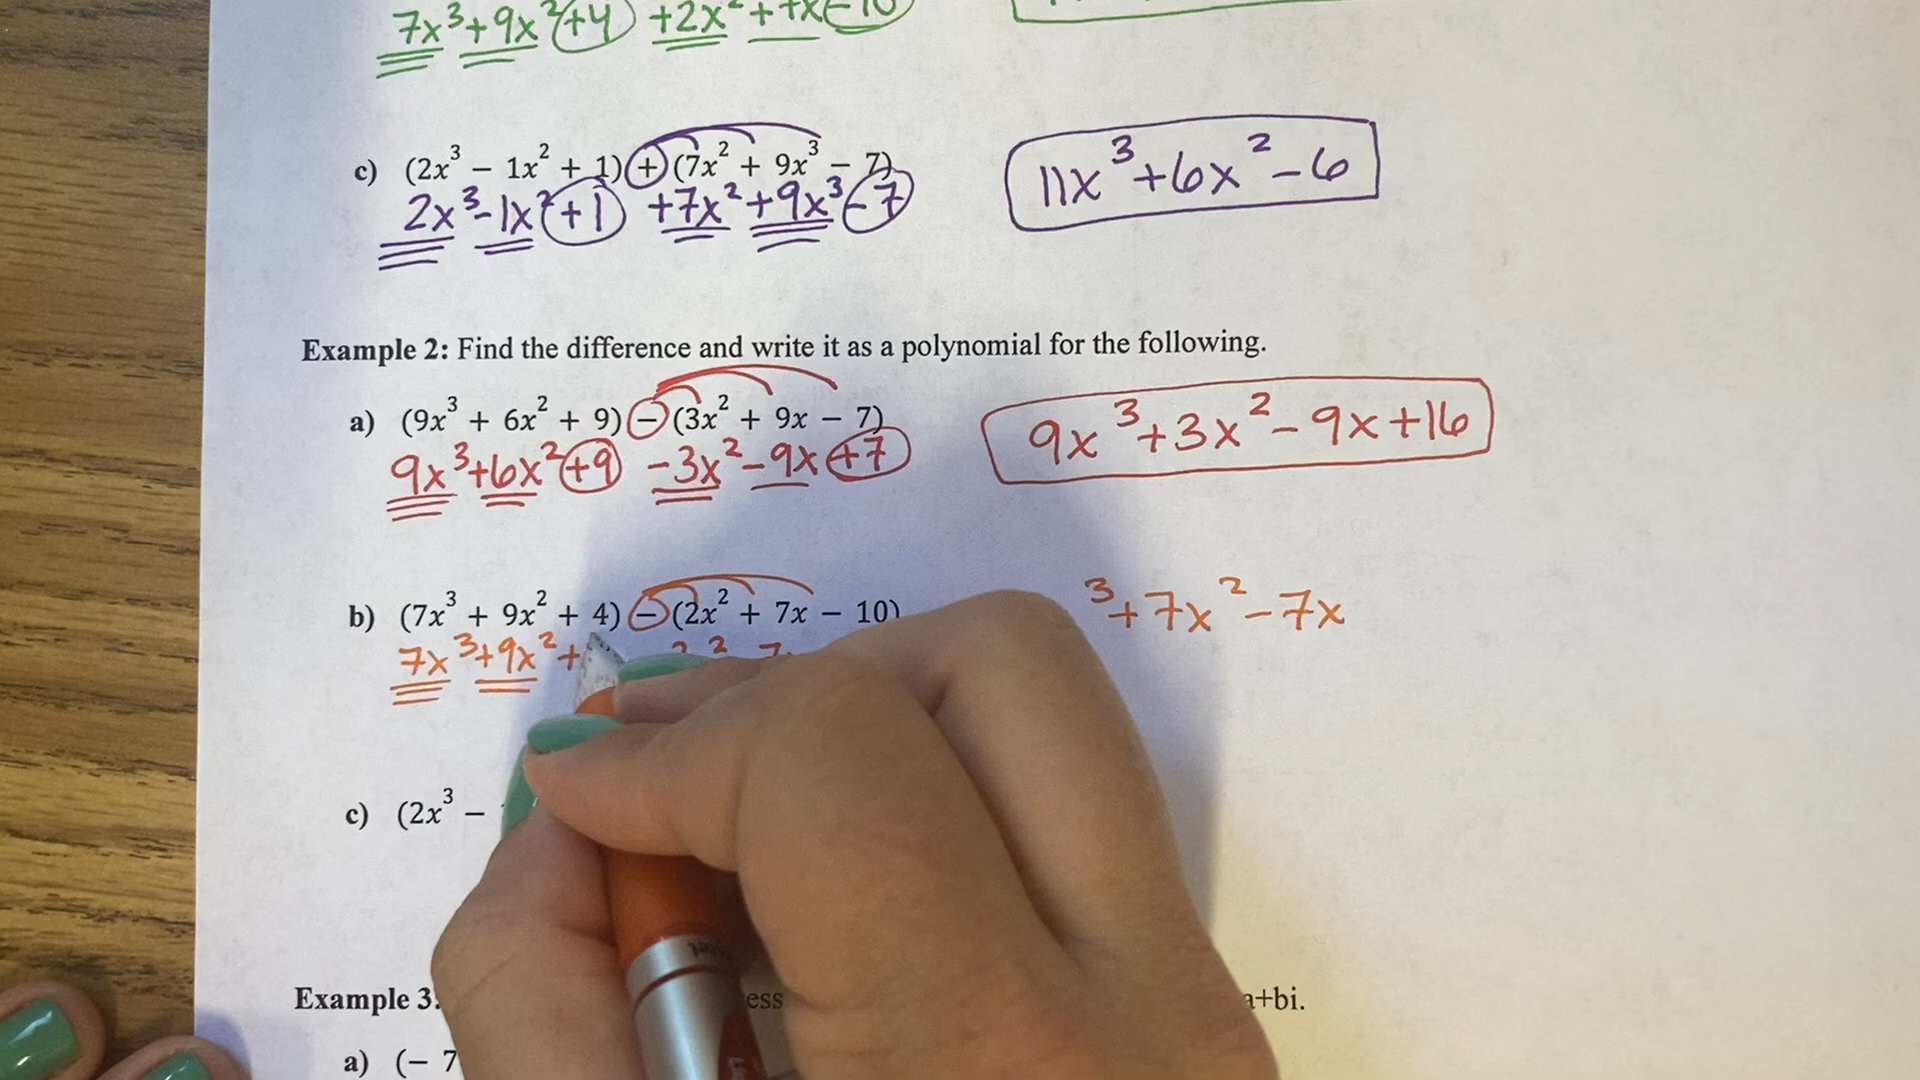 7x³+9x²+4 +2x²+7x-10
c) (2x³ − 1x² + 1) + (7x² + 9x³ − 7)
2x³-1x²+1 +7x²+9x³-7
11x³+6x²-6
Example 2: Find the difference and write it as a polynomial for the following.
a) (9x³ + 6x² + 9) − (3x² + 9x − 7)
9x³+6x²+9 -3x²-9x+7
9x³+3x²-9x+16
b) (7x³ + 9x² + 4) − (2x² + 7x − 10)
7x³+9x²+
³+7x²-7x
c) (2x³ −
Example 3: a+bi.
a) (− 7